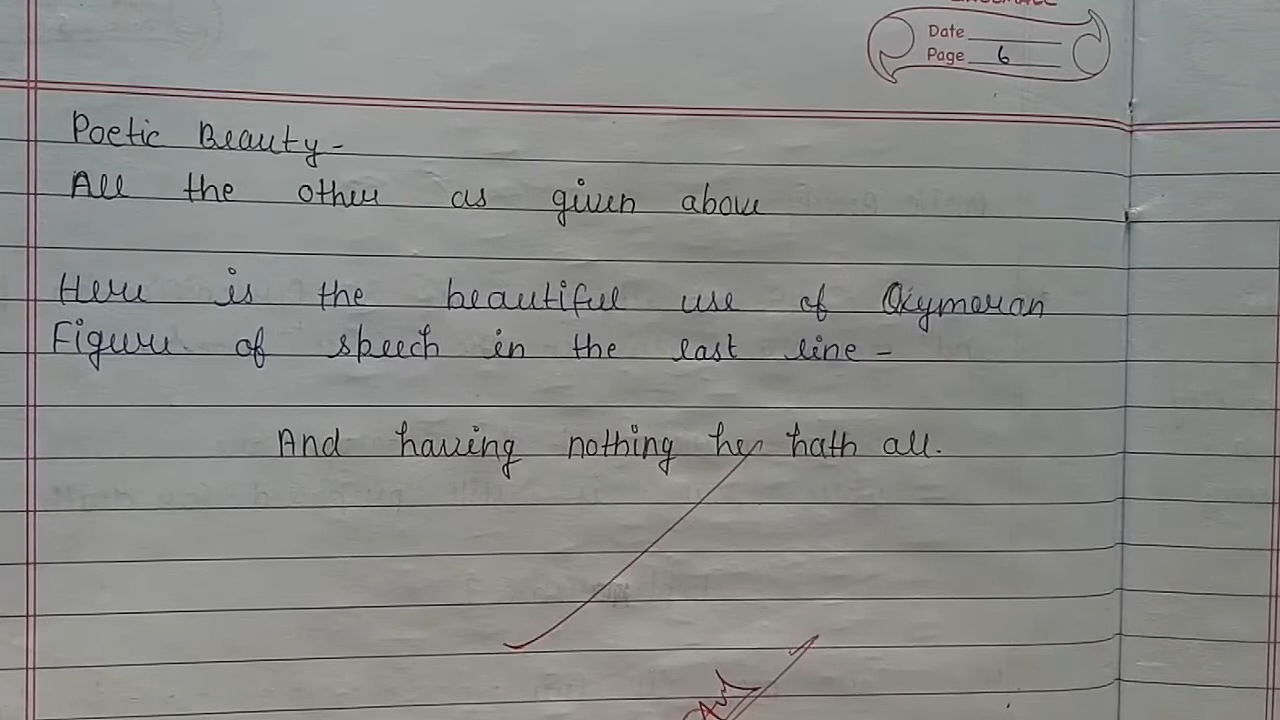 Date
Page 6
Poetic Beauty-
All the other as given above
Here is the beautiful use of Oxymoron
Figure of speech in the last line -
And having nothing he hath all.